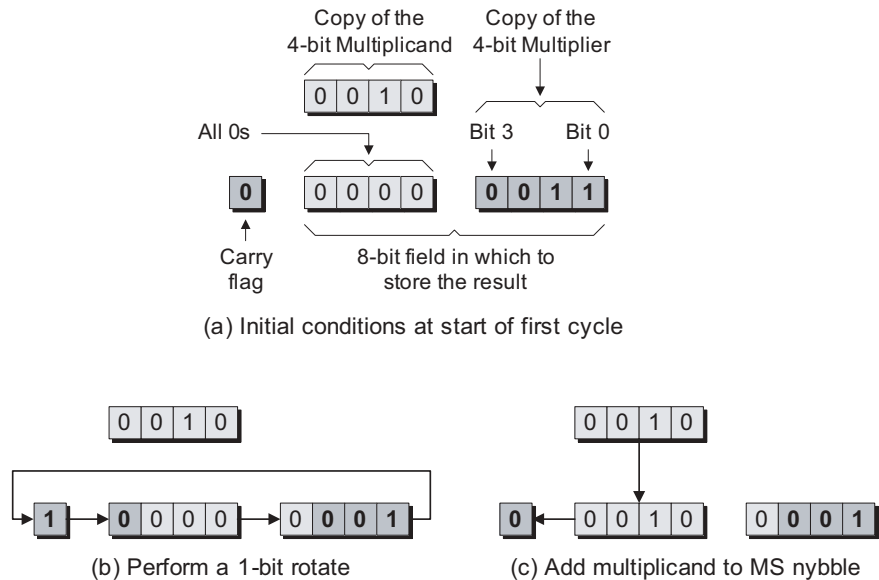 Copy of the
4-bit Multiplicand
Copy of the
4-bit Multiplier
0 0 1 0
All 0s
Bit 3
Bit 0
0
0 0 0 0
0 0 1 1
Carry
flag
8-bit field in which to
store the result
(a) Initial conditions at start of first cycle
0 0 1 0
1
0 0 0 0
0 0 0 1
(b) Perform a 1-bit rotate
0 0 1 0
0
0 0 1 0
0 0 0 1
(c) Add multiplicand to MS nybble